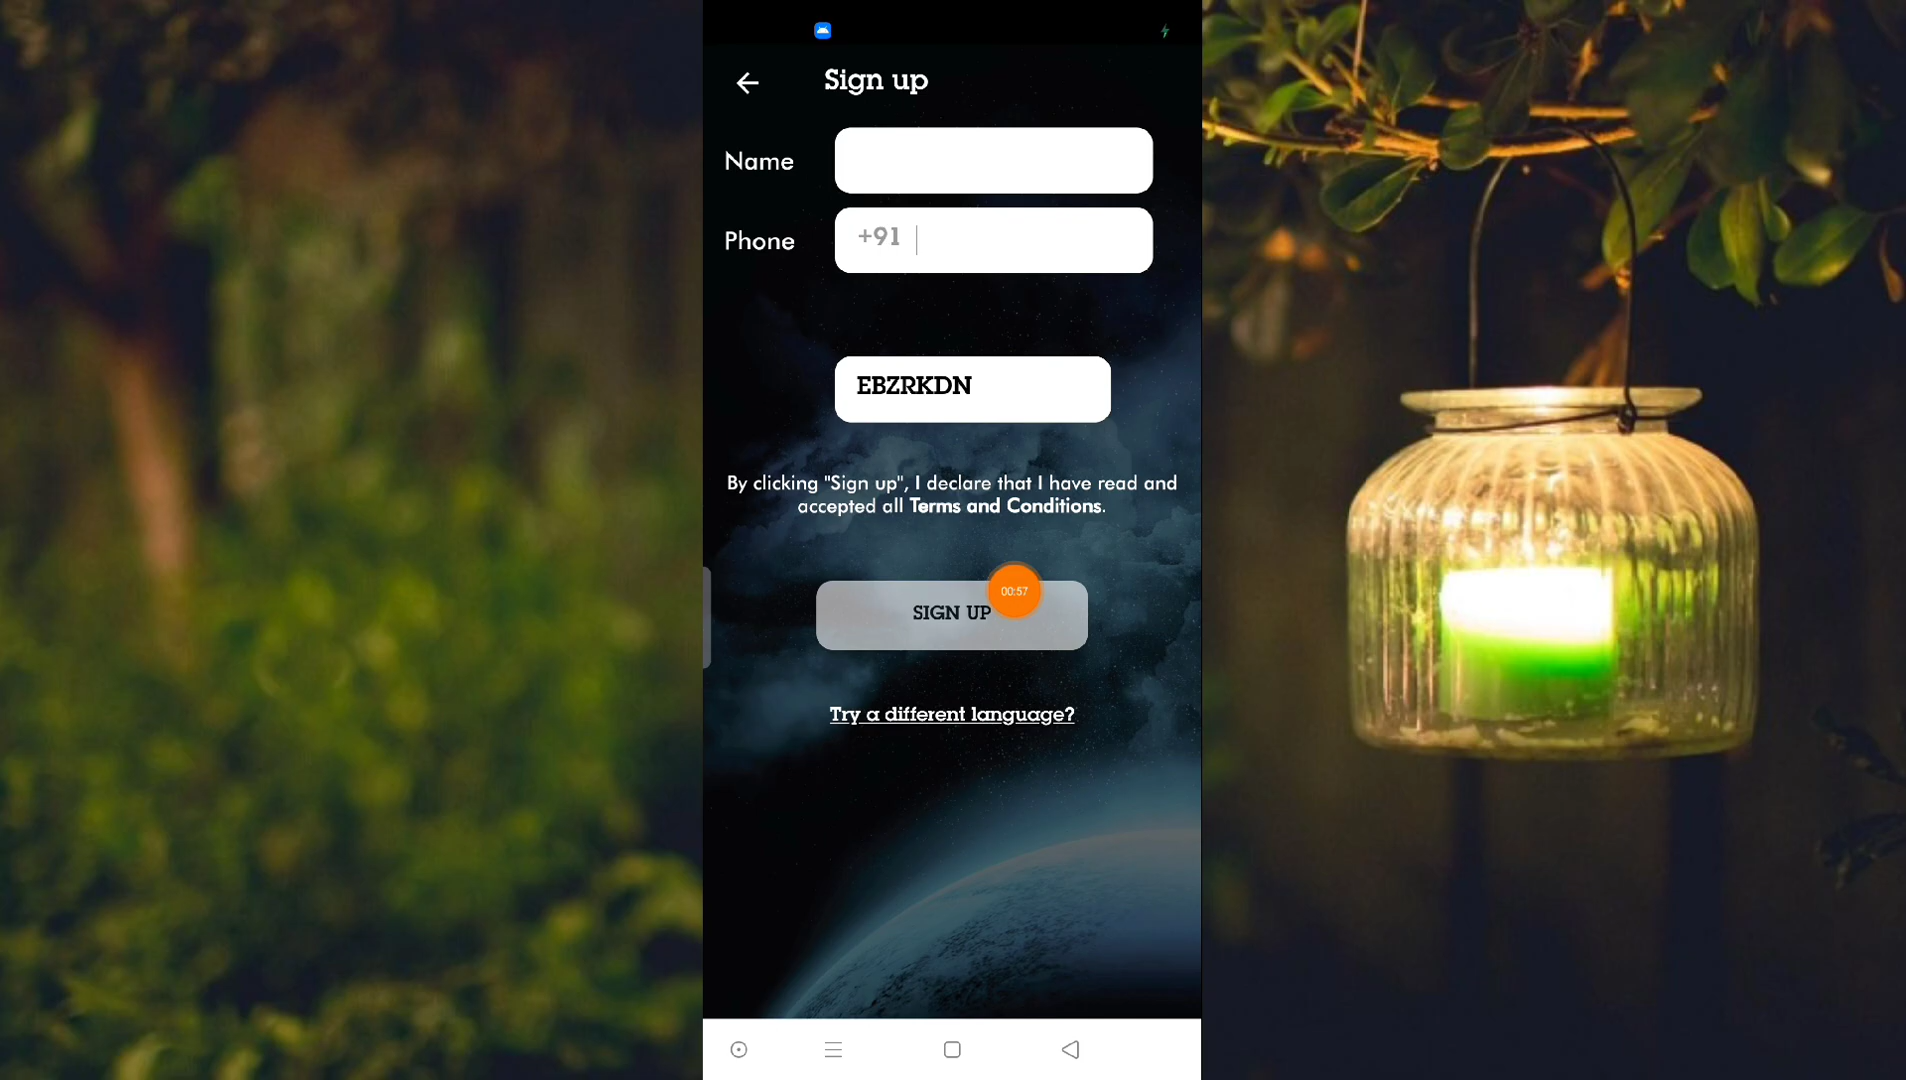 Sign up
Name
Phone +91
EBZRKDN
By clicking "Sign up", I declare that I have read and
accepted all Terms and Conditions.
00:57
SIGN UP
Try a different language?